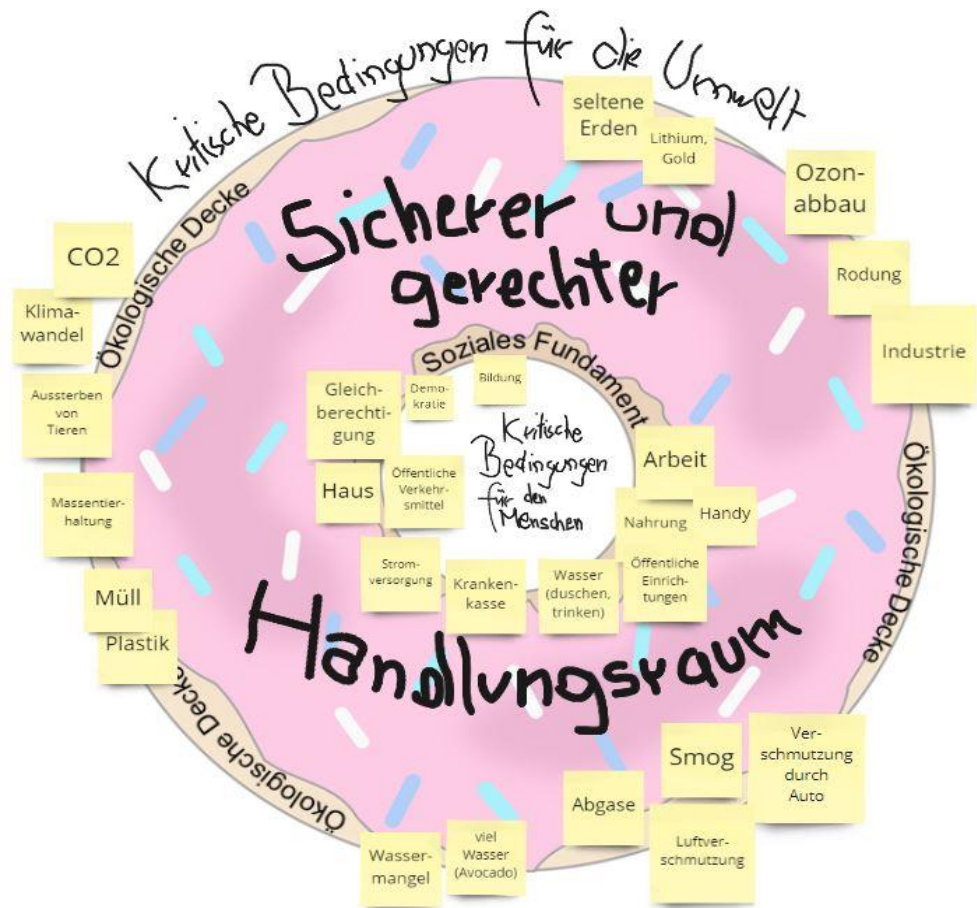 Kritische Bedingungen für die Umwelt
seltene
Erden
Lithium,
Gold
Ozon-
abbau
Rodung
Industrie
CO2
Klima-
wandel
Aussterben
von
Tieren
Massentier-
haltung
Müll
Plastik
Ökologische Decke
Sicherer und
gerechter
Soziales Fundament
Gleich-
berechti-
gung
Demo-
kratie
Bildung
Kritische
Bedingungen
für den
Menschen
Haus
Öffentliche
Verkehr-
smittel
Arbeit
Nahrung
Handy
Strom-
versorgung
Kranken-
kasse
Wasser
(duschen,
trinken)
Öffentliche
Einrich-
tungen
Handlungsraum
Ökologische Decke
Ökologische Decke
Smog
Ver-
schmutzung
durch
Auto
Abgase
Luftver-
schmutzung
Wasser-
mangel
viel
Wasser
(Avocado)